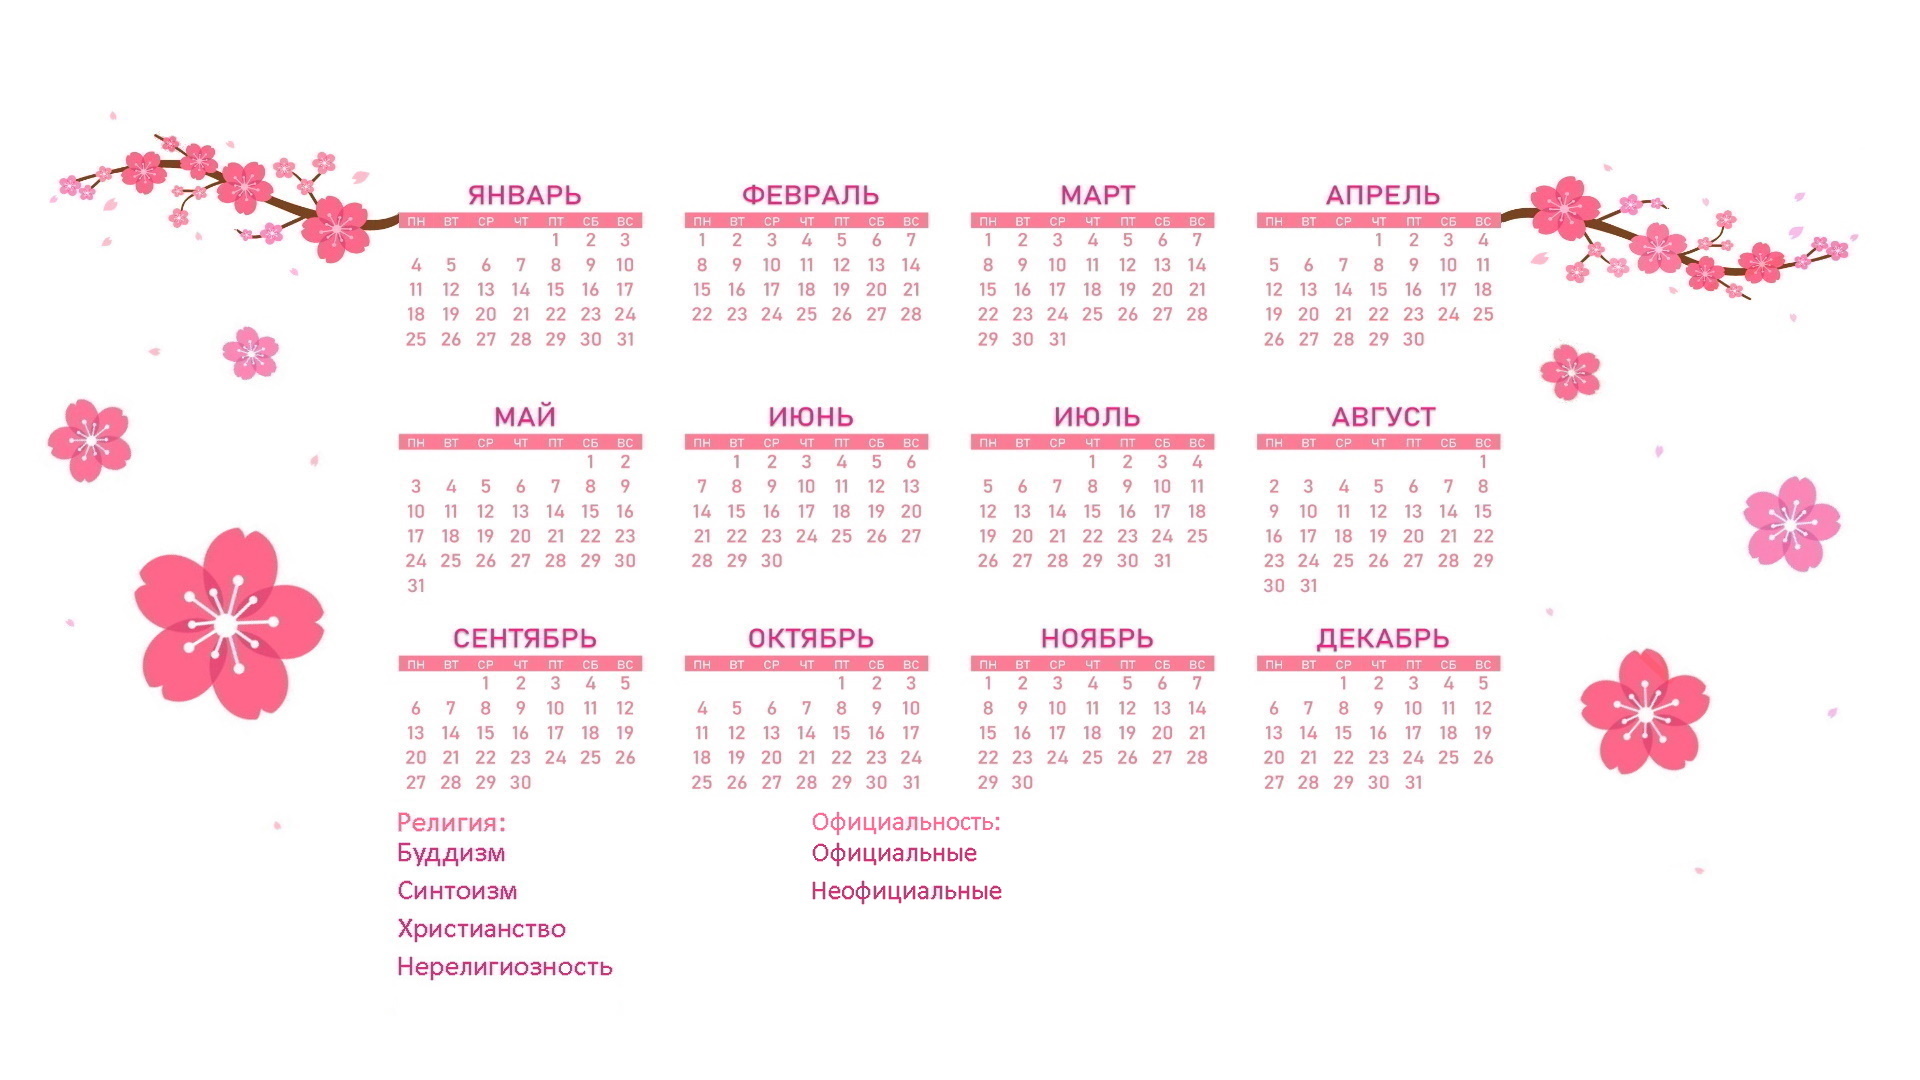 ЯНВАРЬ ФЕВРАЛЬ МАРТ АПРЕЛЬ
ПН ВТ СР ЧТ ПТ СБ ВС ПН ВТ СР ЧТ ПТ СБ ВС ПН ВТ СР ЧТ ПТ СБ ВС ПН ВТ СР ЧТ ПТ СБ ВС
1 2 3 1 2 3 4 5 6 7 1 2 3 4 5 6 7 1 2 3 4
4 5 6 7 8 9 10 8 9 10 11 12 13 14 8 9 10 11 12 13 14 5 6 7 8 9 10 11
11 12 13 14 15 16 17 15 16 17 18 19 20 21 15 16 17 18 19 20 21 12 13 14 15 16 17 18
18 19 20 21 22 23 24 22 23 24 25 26 27 28 22 23 24 25 26 27 28 19 20 21 22 23 24 25
25 26 27 28 29 30 31 29 30 31 26 27 28 29 30
МАЙ ИЮНЬ ИЮЛЬ АВГУСТ
ПН ВТ СР ЧТ ПТ СБ ВС ПН ВТ СР ЧТ ПТ СБ ВС ПН ВТ СР ЧТ ПТ СБ ВС ПН ВТ СР ЧТ ПТ СБ ВС
1 2 1 2 3 4 5 6 1 2 3 4 1
3 4 5 6 7 8 9 7 8 9 10 11 12 13 5 6 7 8 9 10 11 2 3 4 5 6 7 8
10 11 12 13 14 15 16 14 15 16 17 18 19 20 12 13 14 15 16 17 18 9 10 11 12 13 14 15
17 18 19 20 21 22 23 21 22 23 24 25 26 27 19 20 21 22 23 24 25 16 17 18 19 20 21 22
24 25 26 27 28 29 30 28 29 30 26 27 28 29 30 31 23 24 25 26 27 28 29
31 30 31
СЕНТЯБРЬ ОКТЯБРЬ НОЯБРЬ ДЕКАБРЬ
ПН ВТ СР ЧТ ПТ СБ ВС ПН ВТ СР ЧТ ПТ СБ ВС ПН ВТ СР ЧТ ПТ СБ ВС ПН ВТ СР ЧТ ПТ СБ ВС
1 2 3 4 5 1 2 3 1 2 3 4 5 6 7 1 2 3 4 5
6 7 8 9 10 11 12 4 5 6 7 8 9 10 8 9 10 11 12 13 14 6 7 8 9 10 11 12
13 14 15 16 17 18 19 11 12 13 14 15 16 17 15 16 17 18 19 20 21 13 14 15 16 17 18 19
20 21 22 23 24 25 26 18 19 20 21 22 23 24 22 23 24 25 26 27 28 20 21 22 23 24 25 26
27 28 29 30 25 26 27 28 29 30 31 29 30 27 28 29 30 31
Религия: Официальность:
Буддизм Официальные
Синтоизм Неофициальные
Христианство
Нерелигиозность